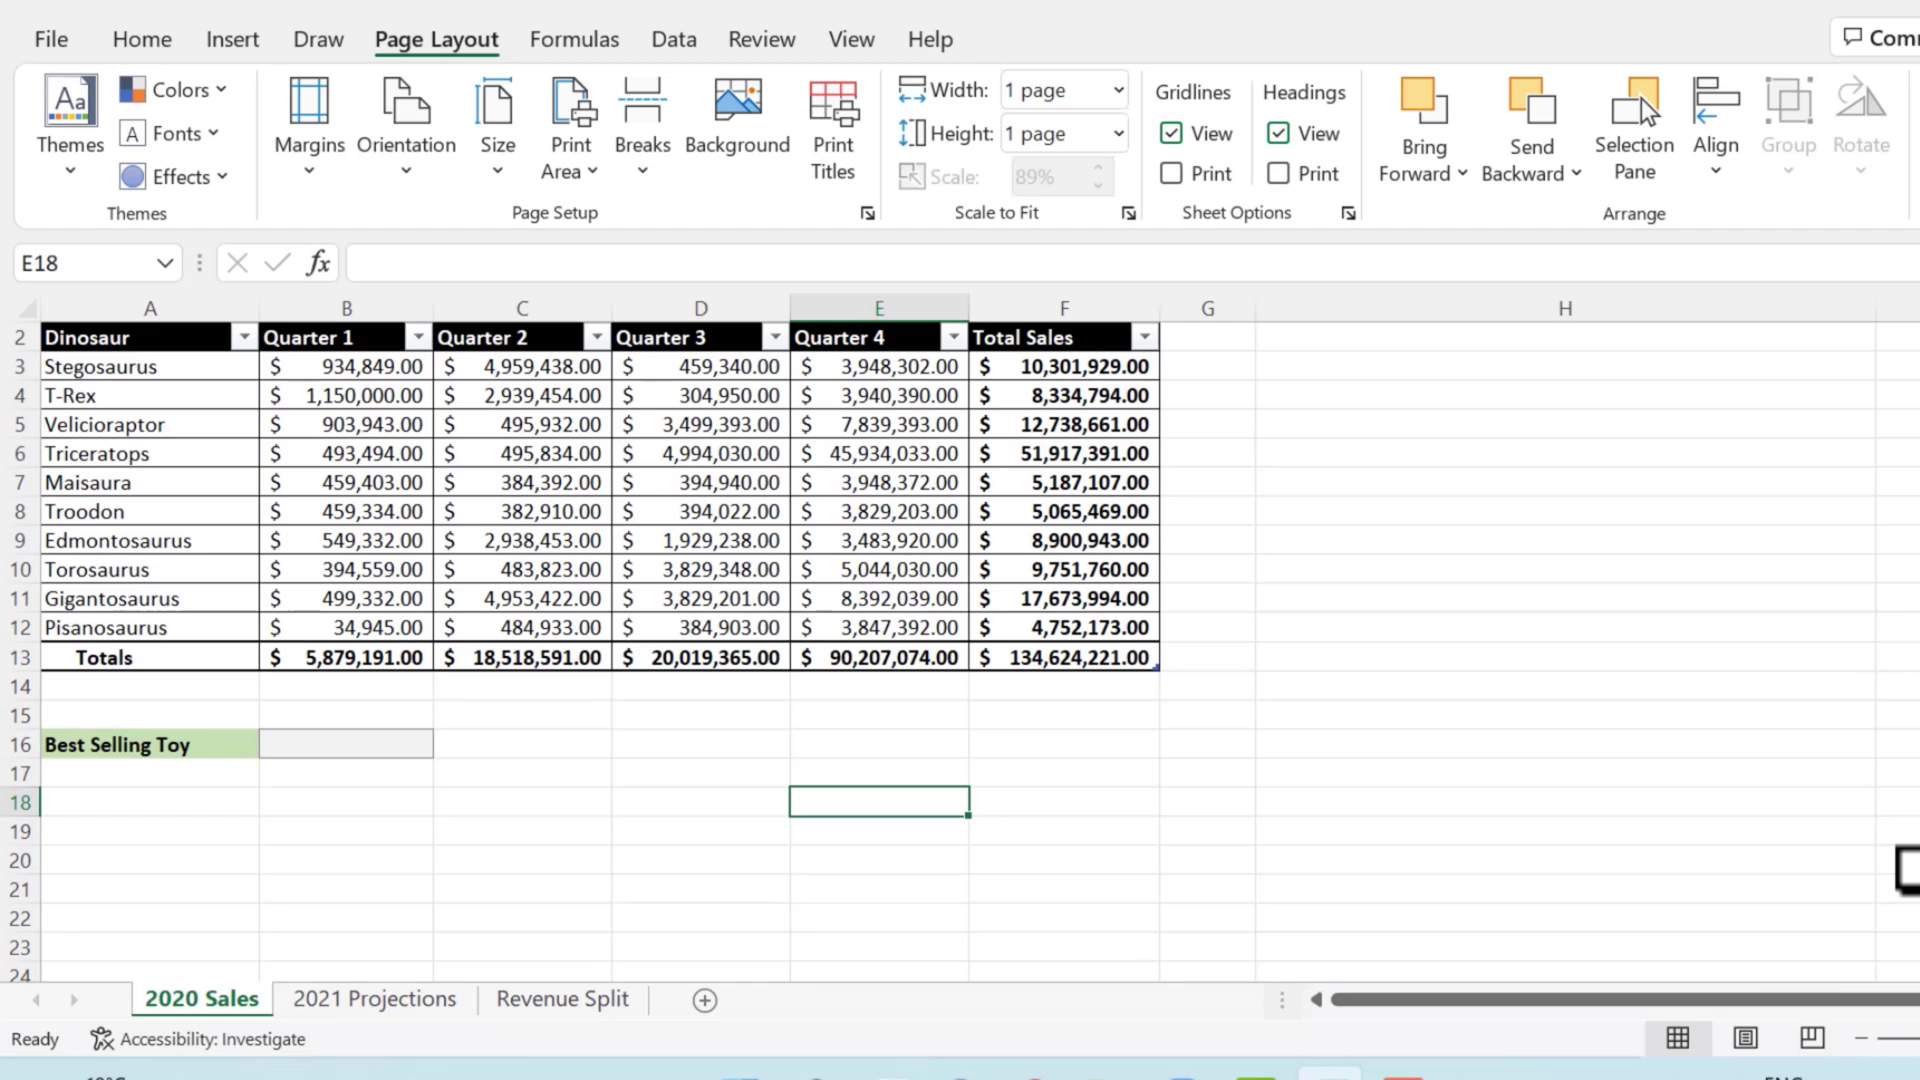 File Home Insert Draw Page Layout Formulas Data Review View Help
Themes Colors Fonts Effects Themes
Margins Orientation Size Print Area Breaks Background Print Titles Page Setup
Width: 1 page Height: 1 page Scale: 89% Scale to Fit
Gridlines View Print Headings View Print Sheet Options
Bring Forward Send Backward Selection Pane Align Group Rotate Arrange
E18 fx
A B C D E F G H
2 Dinosaur Quarter 1 Quarter 2 Quarter 3 Quarter 4 Total Sales
3 Stegosaurus $ 934,849.00 $ 4,959,438.00 $ 459,340.00 $ 3,948,302.00 $ 10,301,929.00
4 T-Rex $ 1,150,000.00 $ 2,939,454.00 $ 304,950.00 $ 3,940,390.00 $ 8,334,794.00
5 Velicioraptor $ 903,943.00 $ 495,932.00 $ 3,499,393.00 $ 7,839,393.00 $ 12,738,661.00
6 Triceratops $ 493,494.00 $ 495,834.00 $ 4,994,030.00 $ 45,934,033.00 $ 51,917,391.00
7 Maisaura $ 459,403.00 $ 384,392.00 $ 394,940.00 $ 3,948,372.00 $ 5,187,107.00
8 Troodon $ 459,334.00 $ 382,910.00 $ 394,022.00 $ 3,829,203.00 $ 5,065,469.00
9 Edmontosaurus $ 549,332.00 $ 2,938,453.00 $ 1,929,238.00 $ 3,483,920.00 $ 8,900,943.00
10 Torosaurus $ 394,559.00 $ 483,823.00 $ 3,829,348.00 $ 5,044,030.00 $ 9,751,760.00
11 Gigantosaurus $ 499,332.00 $ 4,953,422.00 $ 3,829,201.00 $ 8,392,039.00 $ 17,673,994.00
12 Pisanosaurus $ 34,945.00 $ 484,933.00 $ 384,903.00 $ 3,847,392.00 $ 4,752,173.00
13 Totals $ 5,879,191.00 $ 18,518,591.00 $ 20,019,365.00 $ 90,207,074.00 $ 134,624,221.00
14
15
16 Best Selling Toy
17
18
19
20
21
22
23
24
2020 Sales 2021 Projections Revenue Split
Ready Accessibility: Investigate